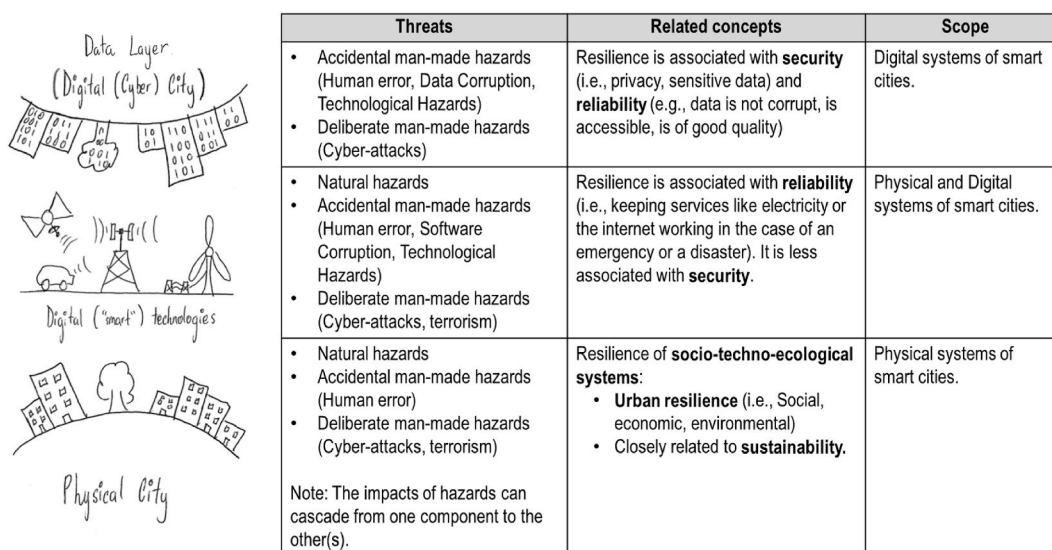 Data Layer
(Digital (Cyber) City)
Digital ("smart") technologies
Physical City
Threats
Related concepts
Scope
• Accidental man-made hazards
(Human error, Data Corruption,
Technological Hazards)
• Deliberate man-made hazards
(Cyber-attacks)
Resilience is associated with security
(i.e., privacy, sensitive data) and
reliability (e.g., data is not corrupt, is
accessible, is of good quality)
Digital systems of smart
cities.
• Natural hazards
• Accidental man-made hazards
(Human error, Software
Corruption, Technological
Hazards)
• Deliberate man-made hazards
(Cyber-attacks, terrorism)
Resilience is associated with reliability
(i.e., keeping services like electricity or
the internet working in the case of an
emergency or a disaster). It is less
associated with security.
Physical and Digital
systems of smart cities.
• Natural hazards
• Accidental man-made hazards
(Human error)
• Deliberate man-made hazards
(Cyber-attacks, terrorism)
Note: The impacts of hazards can
cascade from one component to the
other(s).
Resilience of socio-techno-ecological
systems:
• Urban resilience (i.e., Social,
economic, environmental)
• Closely related to sustainability.
Physical systems of
smart cities.